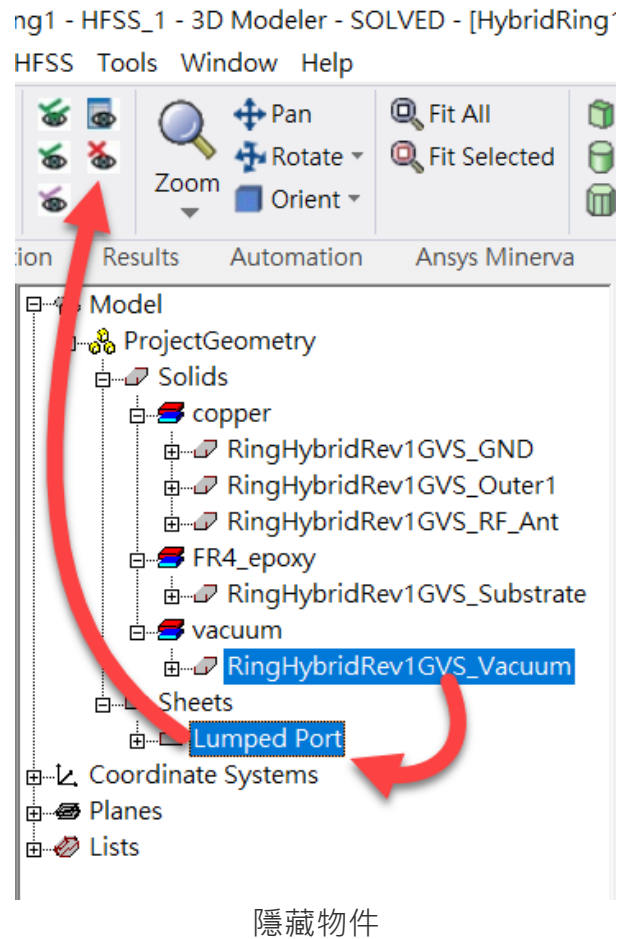 ng1 - HFSS_1 - 3D Modeler - SOLVED - [HybridRing1
HFSS Tools Window Help
Pan Fit All
Rotate Fit Selected
Zoom
Orient
Results Automation Ansys Minerva
Model
ProjectGeometry
Solids
copper
RingHybridRev1GVS_GND
RingHybridRev1GVS_Outer1
RingHybridRev1GVS_RF_Ant
FR4_epoxy
RingHybridRev1GVS_Substrate
vacuum
RingHybridRev1GVS_Vacuum
Sheets
Lumped Port
Coordinate Systems
Planes
Lists
隱藏物件